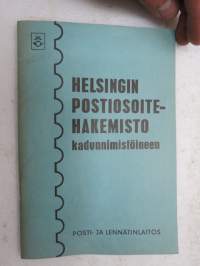 HELSINGIN
POSTIOSOITE-
HAKEMISTO
kadunnimistöineen
POSTI- JA LENNÄTINLAITOS